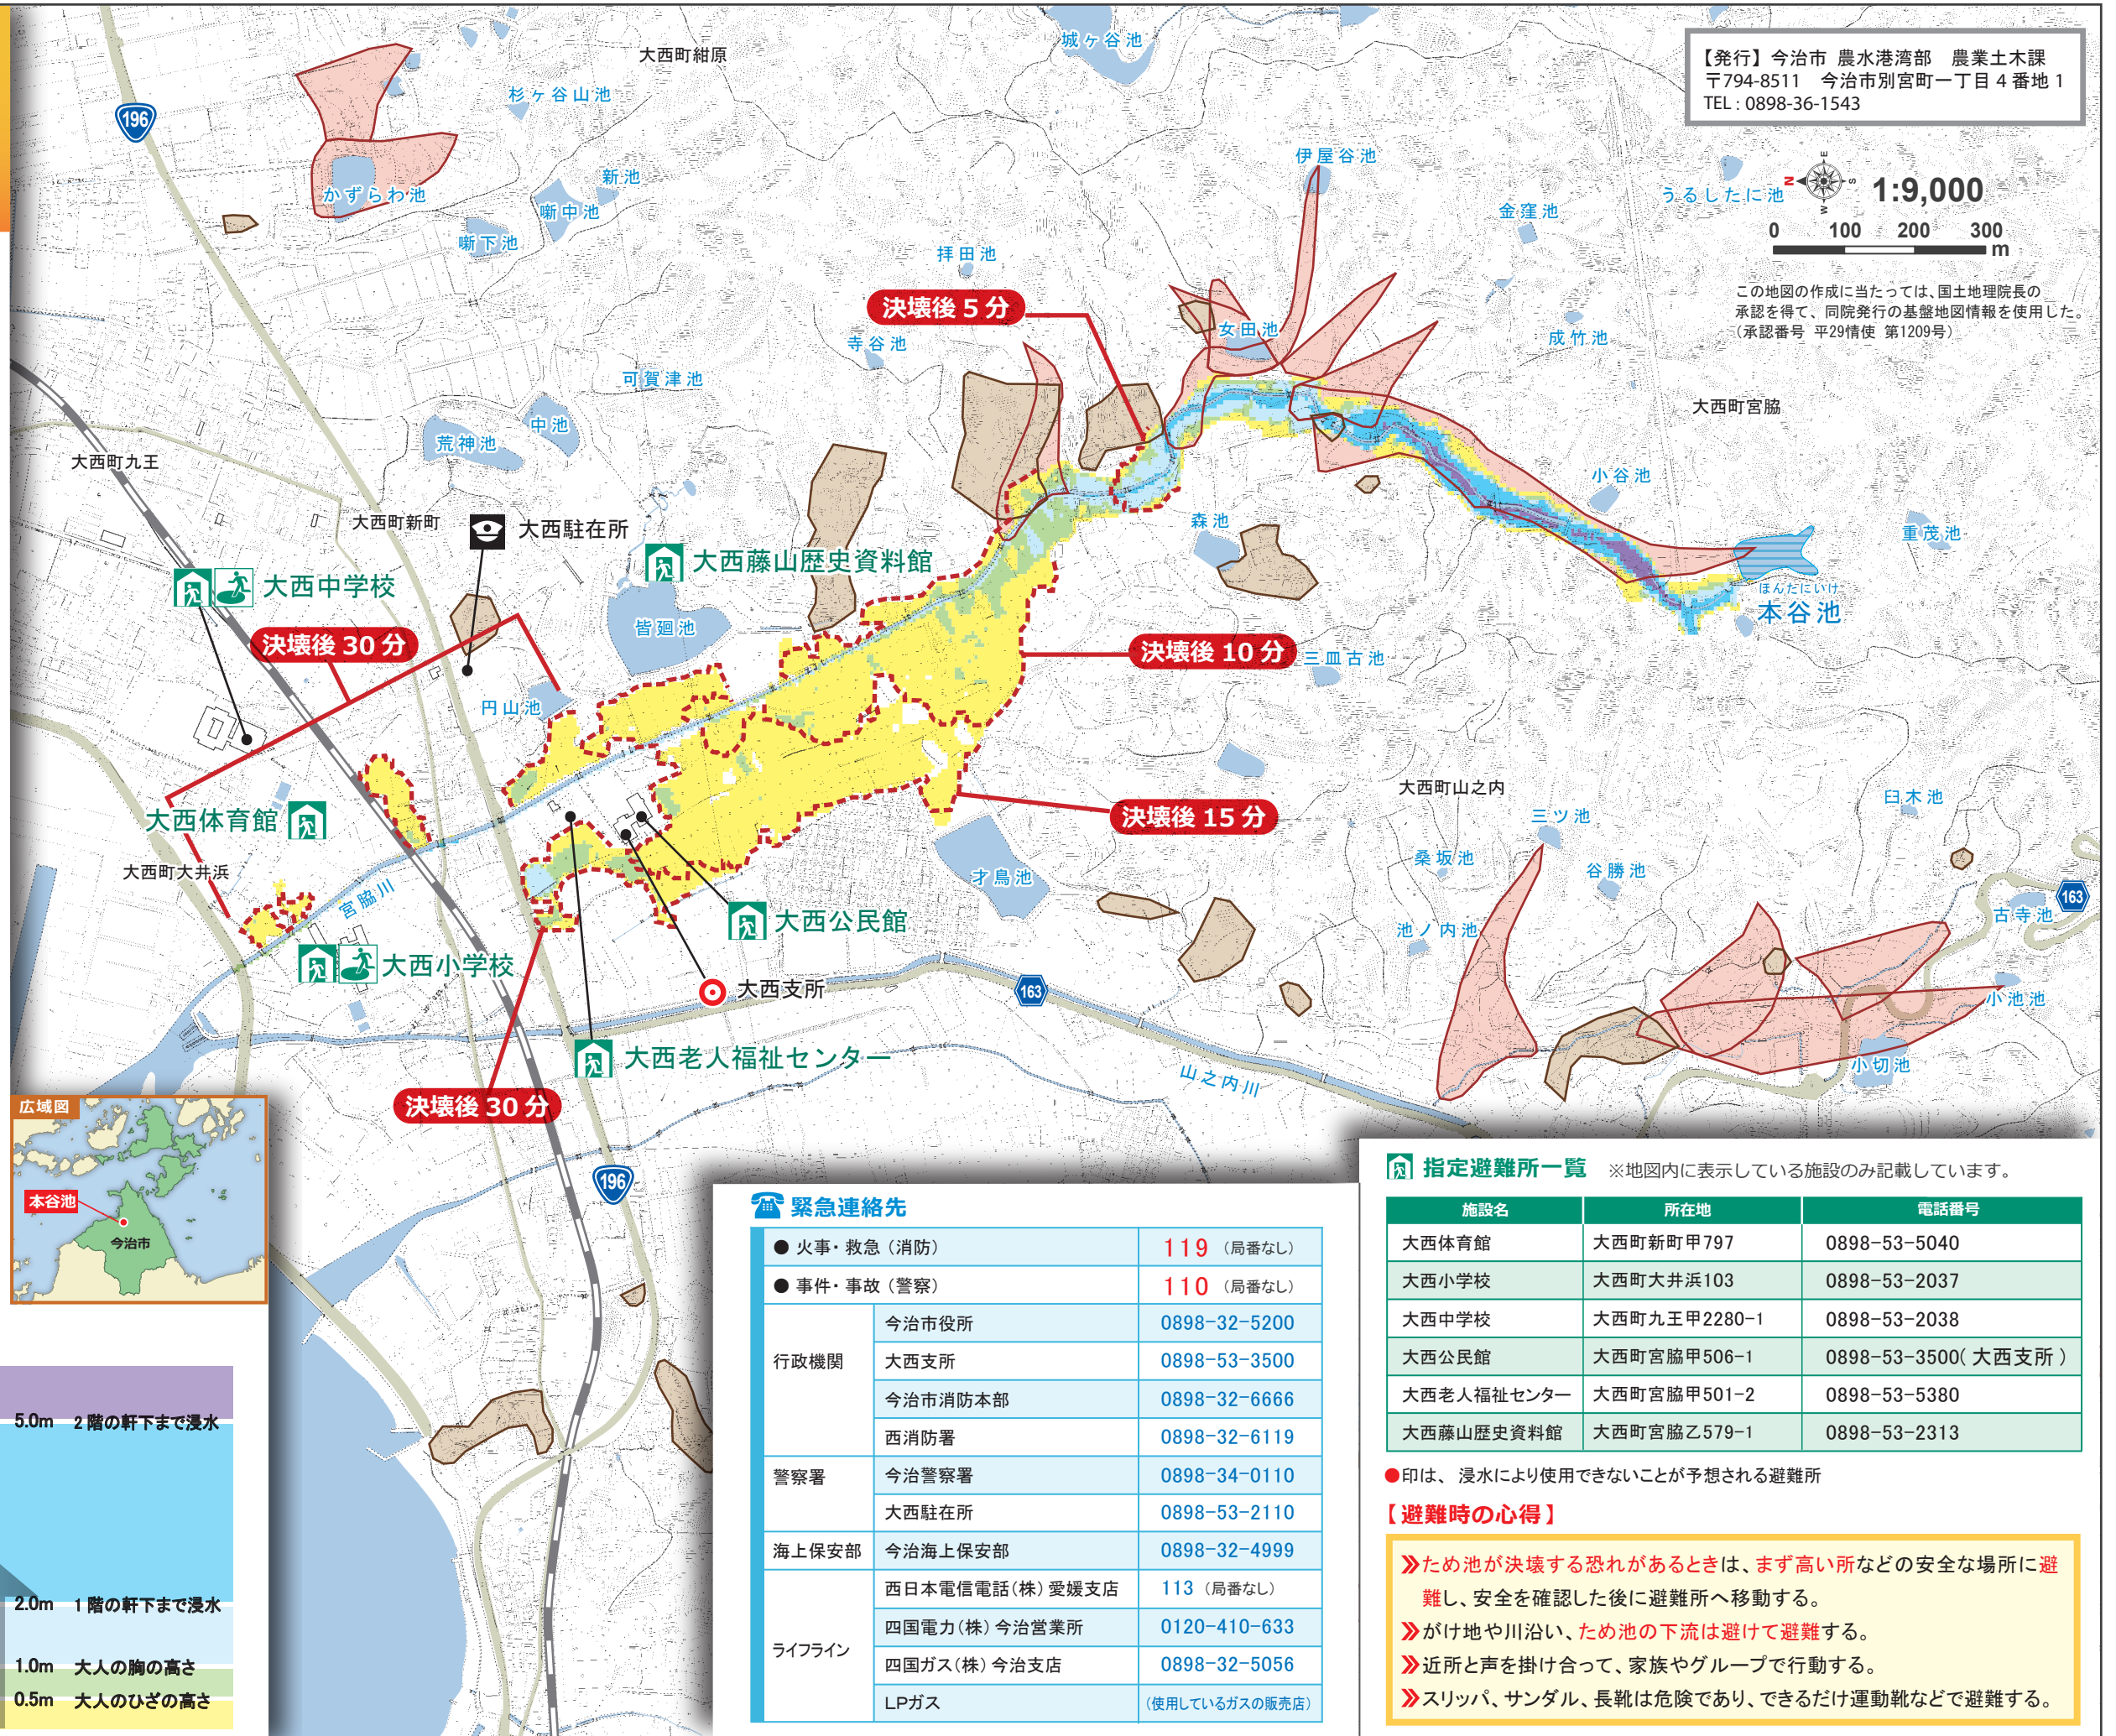 【発行】今治市 農水港湾部 農業土木課
〒794-8511 今治市別宮町一丁目４番地１
TEL : 0898-36-1543
N
E
S
W
1:9,000
0 100 200 300
m
この地図の作成に当たっては、国土地理院長の
承認を得て、同院発行の基盤地図情報を使用した。
（承認番号 平29情使 第1209号）
城ヶ谷池
大西町紺原
杉ヶ谷山池
196
かずらわ池
新池
噺中池
噺下池
伊屋谷池
うるしたに池
金窪池
拝田池
決壊後 5 分
寺谷池
女田池
成竹池
可賀津池
大西町宮脇
中池
荒神池
大西町九王
小谷池
大西町新町
大西駐在所
森池
重茂池
大西藤山歴史資料館
大西中学校
ほんだにいけ
本谷池
皆廻池
決壊後 30 分
決壊後 10 分
三皿古池
円山池
大西町山之内
臼木池
大西体育館
決壊後 15 分
三ツ池
桑坂池
谷勝池
大西町大井浜
才鳥池
163
宮脇川
古寺池
大西公民館
池ノ内池
大西小学校
大西支所
163
小池池
大西老人福祉センター
小切池
山之内川
決壊後 30 分
196
広域図
本谷池
今治市
5.0m 2 階の軒下まで浸水
2.0m 1 階の軒下まで浸水
1.0m 大人の胸の高さ
0.5m 大人のひざの高さ
緊急連絡先
● 火事・救急（消防） 119（局番なし）
● 事件・事故（警察） 110（局番なし）
行政機関
今治市役所 0898-32-5200
大西支所 0898-53-3500
今治市消防本部 0898-32-6666
西消防署 0898-32-6119
警察署
今治警察署 0898-34-0110
大西駐在所 0898-53-2110
海上保安部 今治海上保安部 0898-32-4999
ライフライン
西日本電信電話（株）愛媛支店 113（局番なし）
四国電力（株）今治営業所 0120-410-633
四国ガス（株）今治支店 0898-32-5056
LPガス （使用しているガスの販売店）
指定避難所一覧 ※地図内に表示している施設のみ記載しています。
施設名 所在地 電話番号
大西体育館 大西町新町甲797 0898-53-5040
大西小学校 大西町大井浜103 0898-53-2037
大西中学校 大西町九王甲2280-1 0898-53-2038
大西公民館 大西町宮脇甲506-1 0898-53-3500( 大西支所 )
大西老人福祉センター 大西町宮脇甲501-2 0898-53-5380
大西藤山歴史資料館 大西町宮脇乙579-1 0898-53-2313
●印は、浸水により使用できないことが予想される避難所
【避難時の心得】
≫ため池が決壊する恐れがあるときは、まず高い所などの安全な場所に避
難し、安全を確認した後に避難所へ移動する。
≫がけ地や川沿い、ため池の下流は避けて避難する。
≫近所と声を掛け合って、家族やグループで行動する。
≫スリッパ、サンダル、長靴は危険であり、できるだけ運動靴などで避難する。